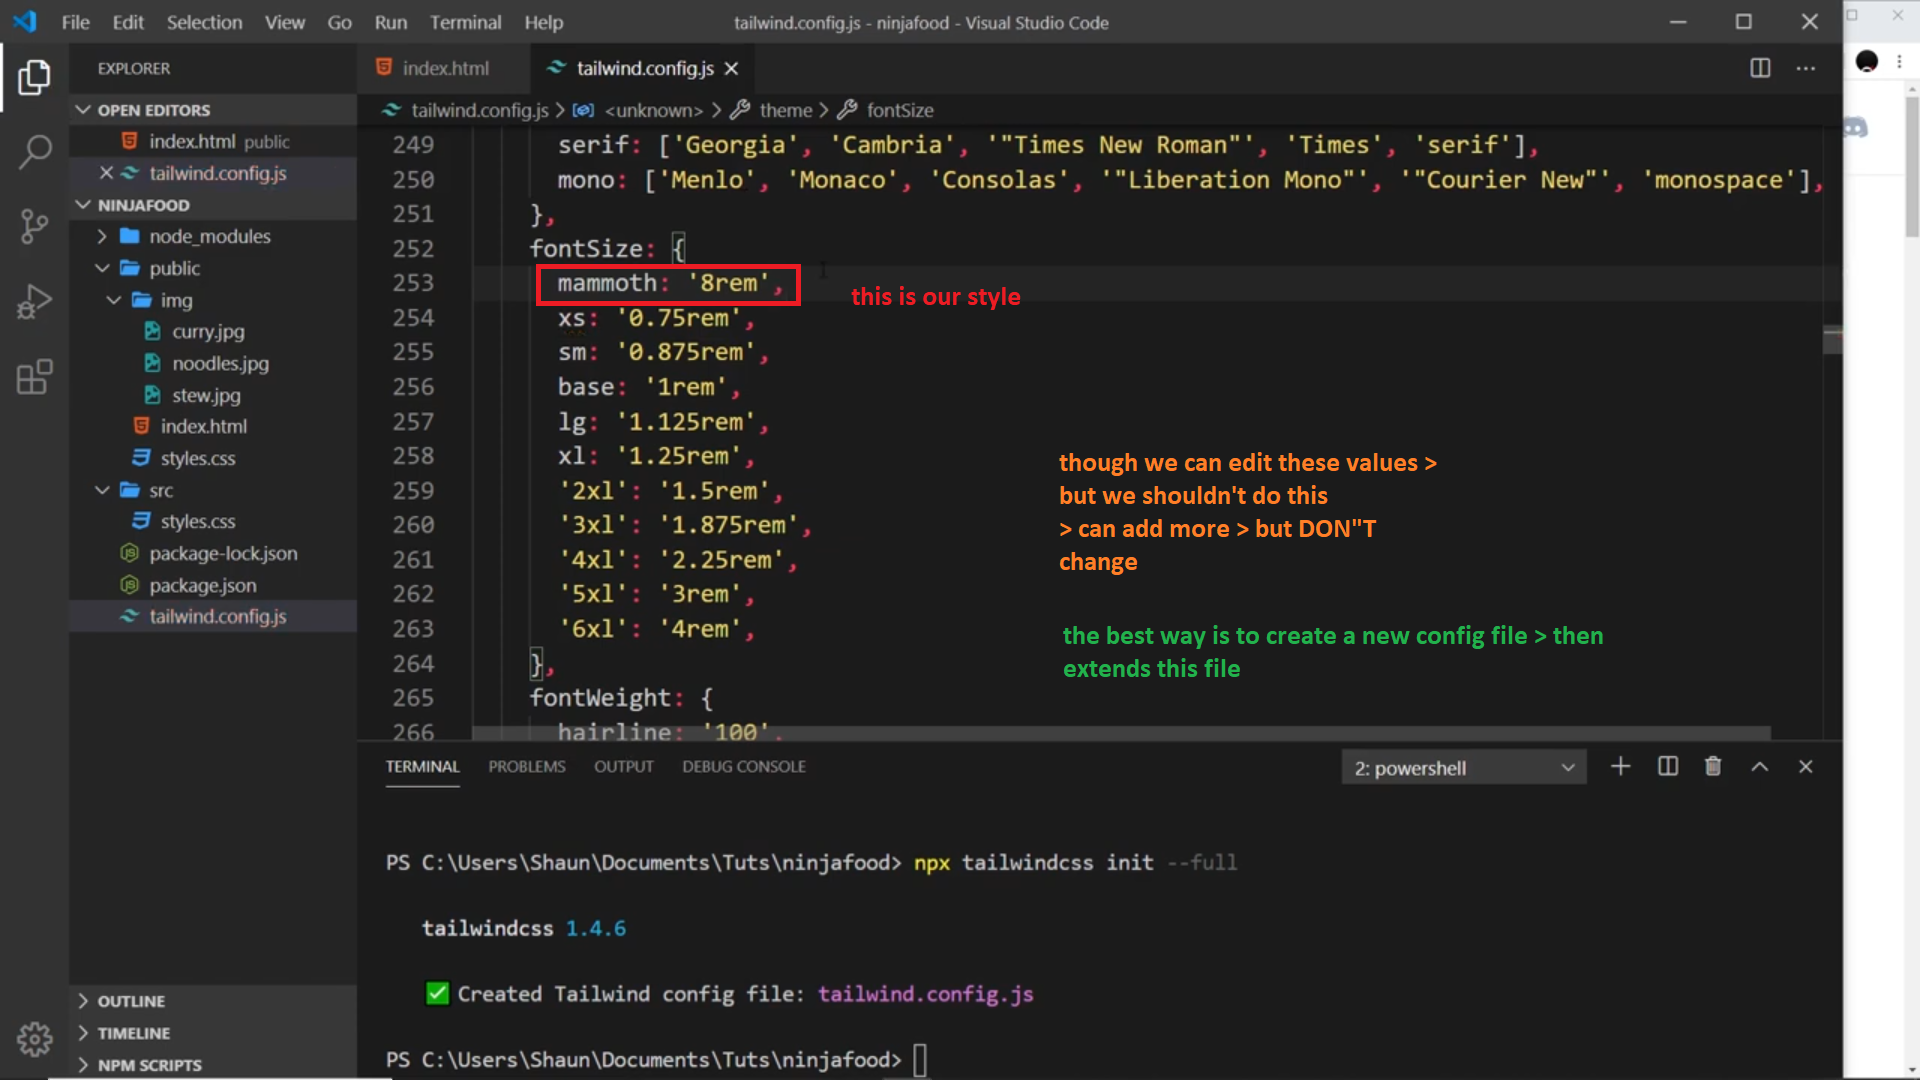 File Edit Selection View Go Run Terminal Help
tailwind.config.js - ninjafood - Visual Studio Code
EXPLORER
OPEN EDITORS
index.html public
tailwind.config.js
NINJAFOOD
node_modules
public
img
curry.jpg
noodles.jpg
stew.jpg
index.html
styles.css
src
styles.css
package-lock.json
package.json
tailwind.config.js
OUTLINE
TIMELINE
NPM SCRIPTS
index.html
tailwind.config.js
tailwind.config.js > <unknown> > theme > fontSize
249 serif: ['Georgia', 'Cambria', '"Times New Roman"', 'Times', 'serif'],
250 mono: ['Menlo', 'Monaco', 'Consolas', '"Liberation Mono"', '"Courier New"', 'monospace'],
251 },
252 fontSize: {
253 mammoth: '8rem',
this is our style
254 xs: '0.75rem',
255 sm: '0.875rem',
256 base: '1rem',
257 lg: '1.125rem',
258 xl: '1.25rem',
259 '2xl': '1.5rem',
260 '3xl': '1.875rem',
261 '4xl': '2.25rem',
262 '5xl': '3rem',
263 '6xl': '4rem',
264 },
265 fontWeight: {
266 hairline: '100',
though we can edit these values >
but we shouldn't do this
> can add more > but DON"T
change
the best way is to create a new config file > then
extends this file
TERMINAL PROBLEMS OUTPUT DEBUG CONSOLE
2: powershell
PS C:\Users\Shaun\Documents\Tuts\ninjafood> npx tailwindcss init --full
tailwindcss 1.4.6
Created Tailwind config file: tailwind.config.js
PS C:\Users\Shaun\Documents\Tuts\ninjafood>